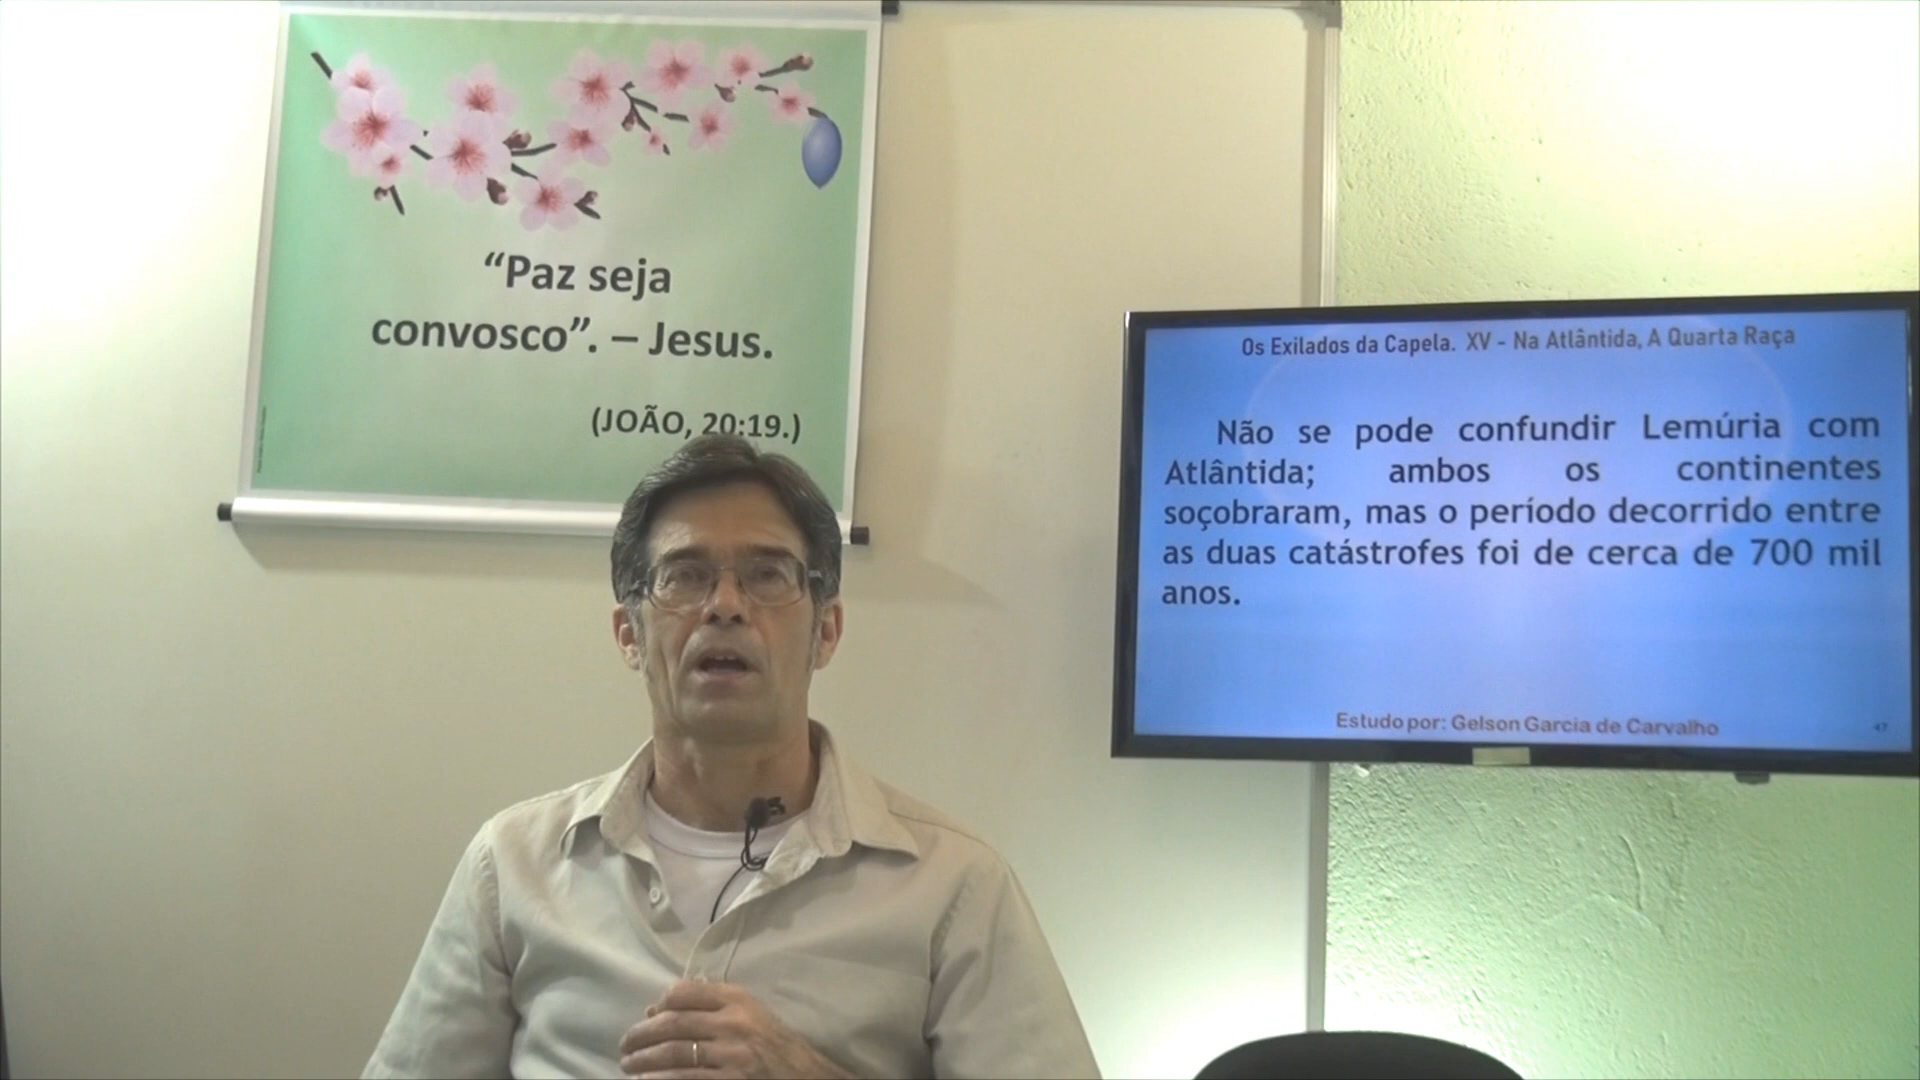 “Paz seja
convosco”. – Jesus.
(JOÃO, 20:19.)
Os Exilados da Capela. XV - Na Atlântida, A Quarta Raça
Não se pode confundir Lemúria com
Atlântida; ambos os continentes
soçobraram, mas o período decorrido entre
as duas catástrofes foi de cerca de 700 mil
anos.
Estudo por: Gelson Garcia de Carvalho
47